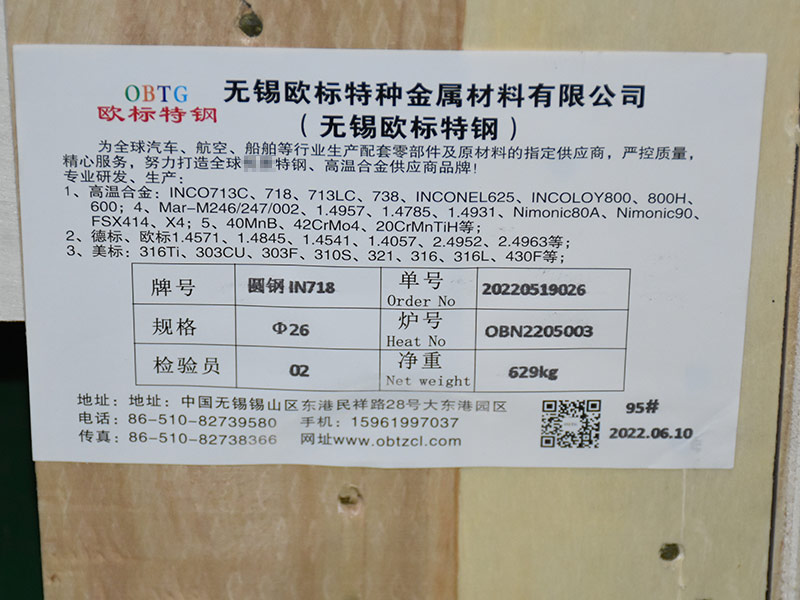 OBTG
欧标特钢
无锡欧标特种金属材料有限公司
(无锡欧标特钢)
为全球汽车、航空、船舶等行业生产配套零部件及原材料的指定供应商,严控质量,
精心服务,努力打造全球特钢、高温合金供应商品牌!
专业研发、生产:
1、高温合金:INCO713C、718、713LC、738、INCONEL625、INCOLOY800、800H、
600;4、Mar-M246/247/002、1.4957、1.4785、1.4931、Nimonic80A、Nimonic90、
FSX414、X4;5、40MnB、42CrMo4、20CrMnTiH等;
2、德标、欧标1.4571、1.4845、1.4541、1.4057、2.4952、2.4963等;
3、美标:316Ti、303CU、303F、310S、321、316、316L、430F等;
牌号 圆钢IN718 单号 Order No 20220519026
规格 Φ26 炉号 Heat No OBN2205003
检验员 02 净重 Net weight 629kg
地址:地址:中国无锡锡山区东港民祥路28号大东港园区
电话:86-510-82739580 手机:15961997037
传真:86-510-82738366 网址www.obtzcl.com
95#
2022.06.10